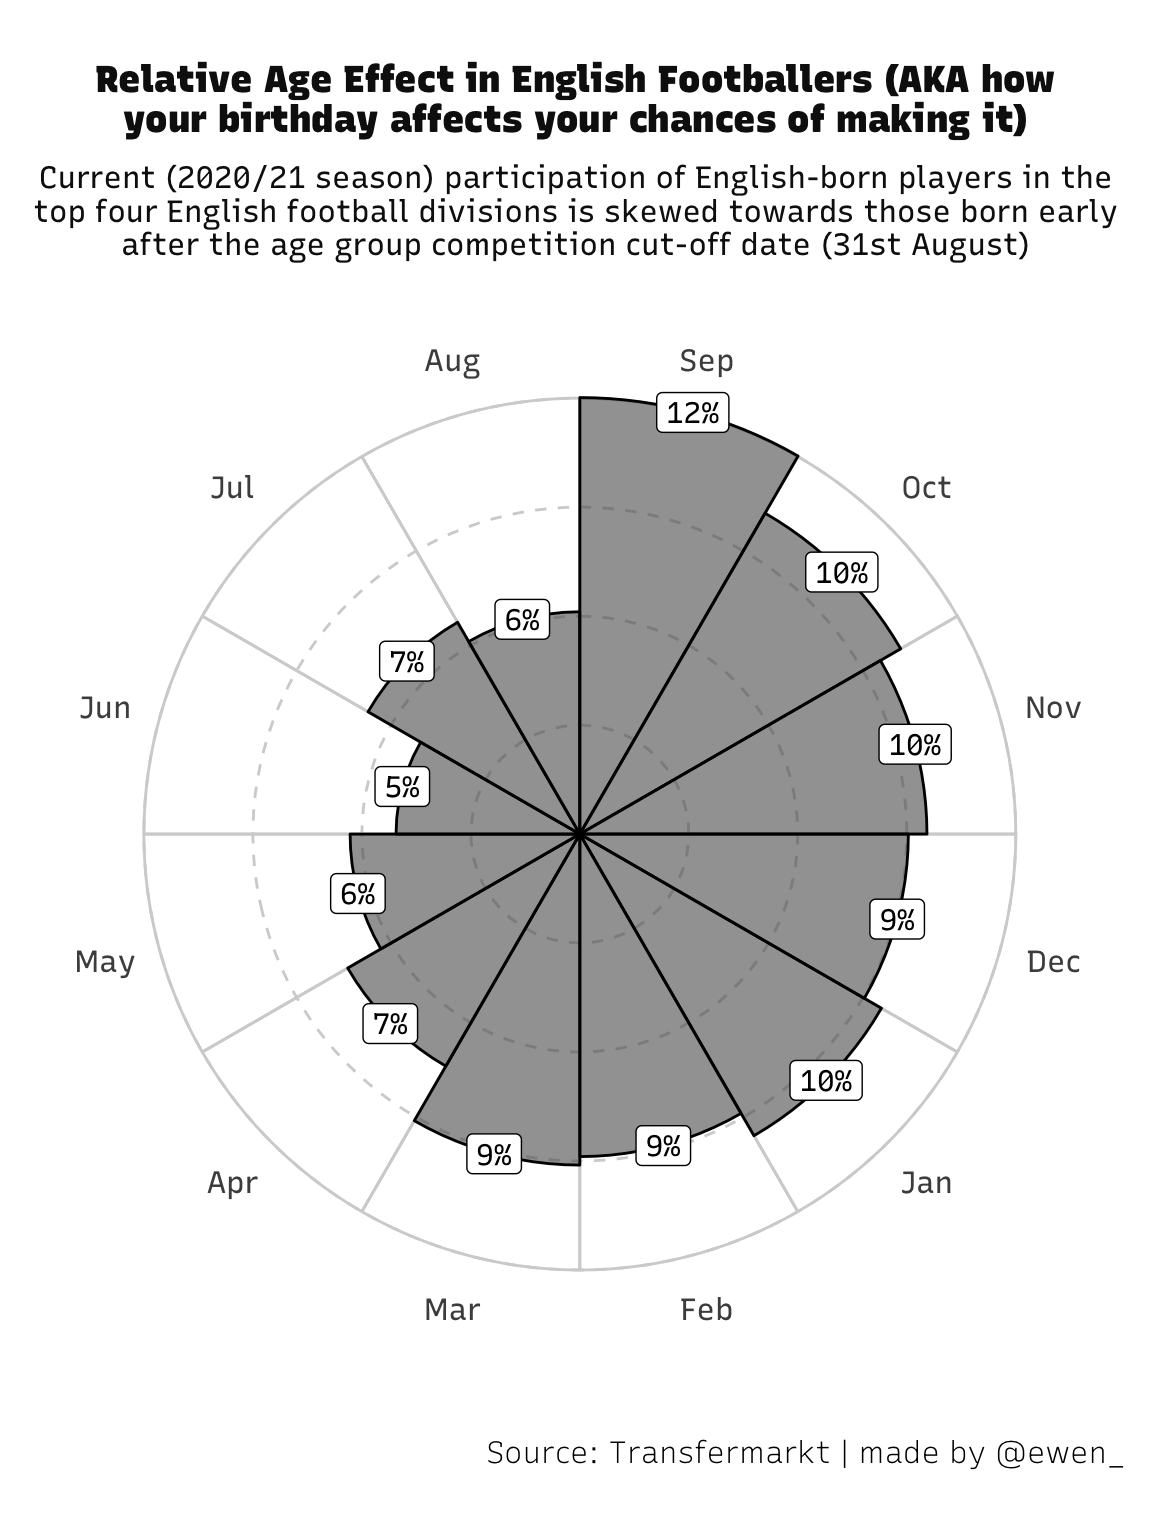 Relative Age Effect in English Footballers (AKA how
your birthday affects your chances of making it)
Current (2020/21 season) participation of English-born players in the
top four English football divisions is skewed towards those born early
after the age group competition cut-off date (31st August)
Aug
Sep
12%
Jul
Oct
10%
6%
7%
Jun
Nov
10%
5%
6%
9%
May
Dec
7%
10%
9%
9%
Apr
Jan
Mar
Feb
Source: Transfermarkt | made by @ewen_